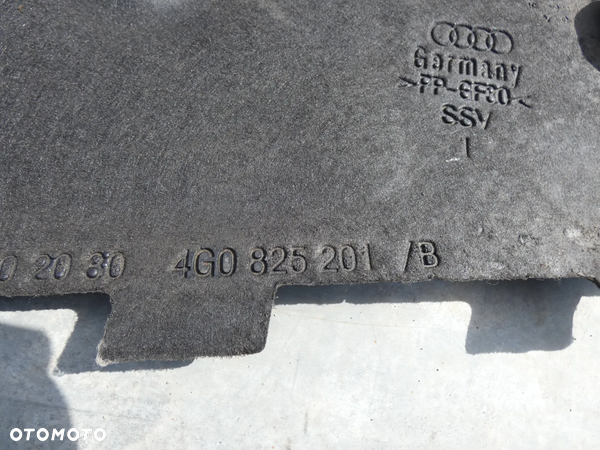 Germany
>PP-GF30<
SSV
I
0 20 30 4G0 825 201 /B
OTOMOTO